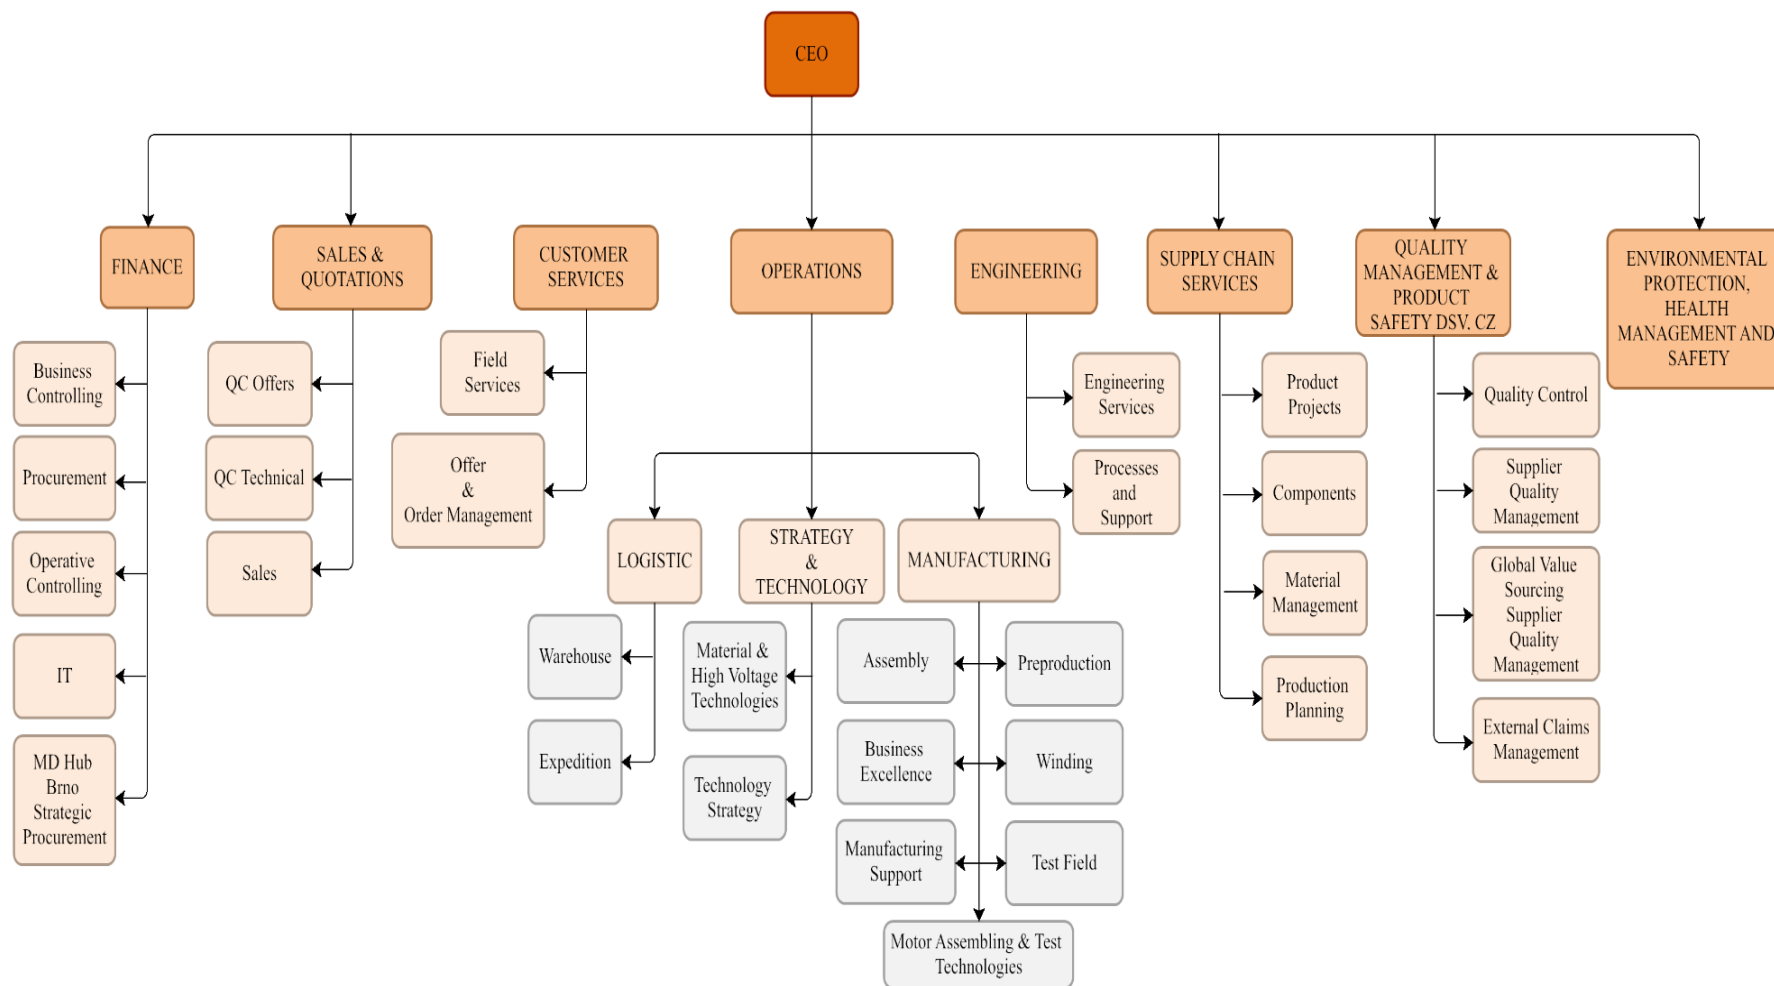 CEO
FINANCE
SALES &
QUOTATIONS
CUSTOMER
SERVICES
OPERATIONS
ENGINEERING
SUPPLY CHAIN
SERVICES
QUALITY
MANAGEMENT &
PRODUCT
SAFETY DSV. CZ
ENVIRONMENTAL
PROTECTION,
HEALTH
MANAGEMENT AND
SAFETY
Business
Controlling
Procurement
Operative
Controlling
IT
MD Hub
Brno
Strategic
Procurement
QC Offers
QC Technical
Sales
Field
Services
Offer
&
Order Management
LOGISTIC
STRATEGY
&
TECHNOLOGY
MANUFACTURING
Warehouse
Expedition
Material &
High Voltage
Technologies
Technology
Strategy
Assembly
Preproduction
Business
Excellence
Winding
Manufacturing
Support
Test Field
Motor Assembling & Test
Technologies
Engineering
Services
Processes
and
Support
Product
Projects
Components
Material
Management
Production
Planning
Quality Control
Supplier
Quality
Management
Global Value
Sourcing
Supplier
Quality
Management
External Claims
Management